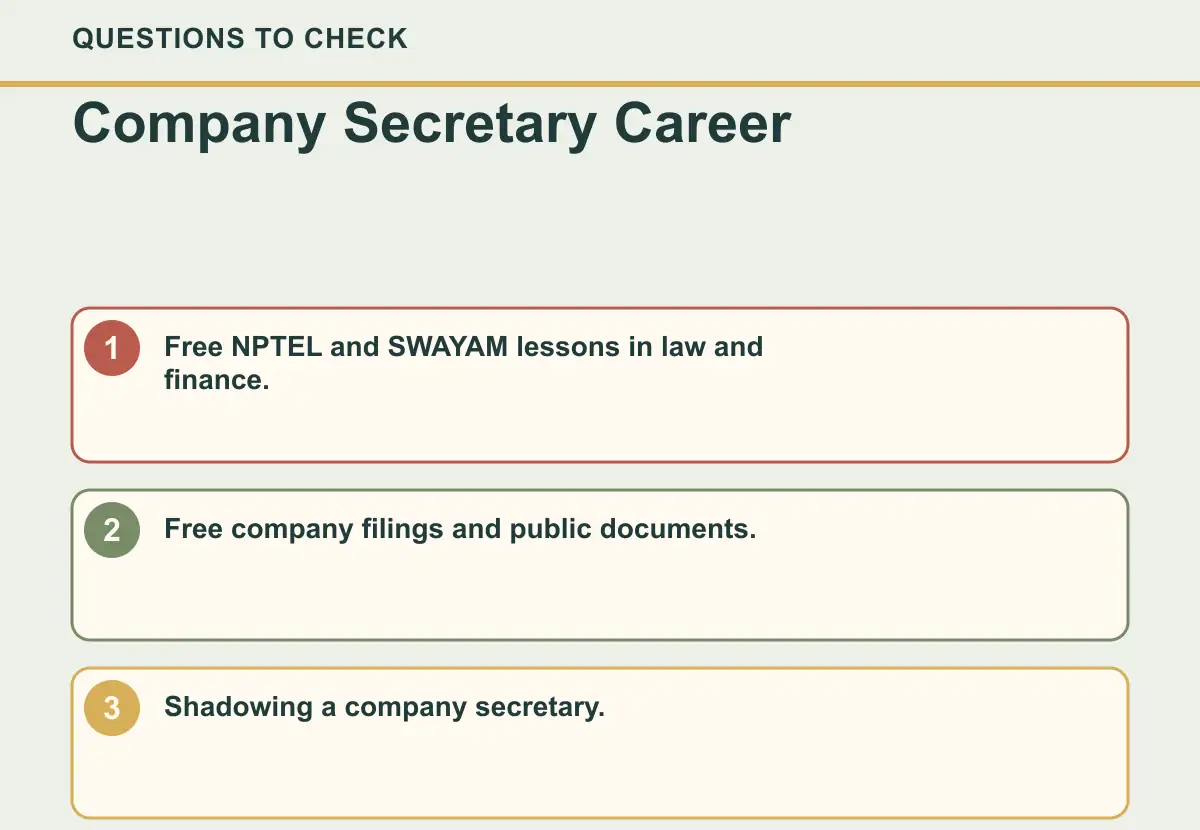 QUESTIONS TO CHECK
Company Secretary Career
1
Free NPTEL and SWAYAM lessons in law and
finance.
2
Free company filings and public documents.
3
Shadowing a company secretary.